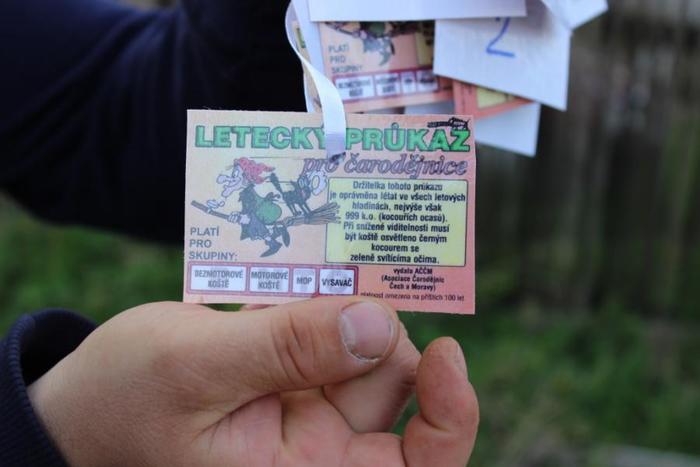 PLATÍ
PRO
SKUPINY:
2
LETECKÝ PRŮKAZ
pro čarodějnice
Držitelka tohoto průkazu
je oprávněna létat ve všech letových
hladinách, nejvýše však
999 k.o. (kocouřích ocasů).
Při snížené viditelnosti musí
být koště osvětleno černým
kocourem se
zeleně svítícíma očima.
PLATÍ
PRO
SKUPINY:
BEZMOTOROVÉ KOŠTĚ
MOTOROVÉ KOŠTĚ
MOP
VYSAVAČ
vydala AČČM
(Asociace Čarodějnic
Čech a Moravy)
platnost omezena na příštích 100 let